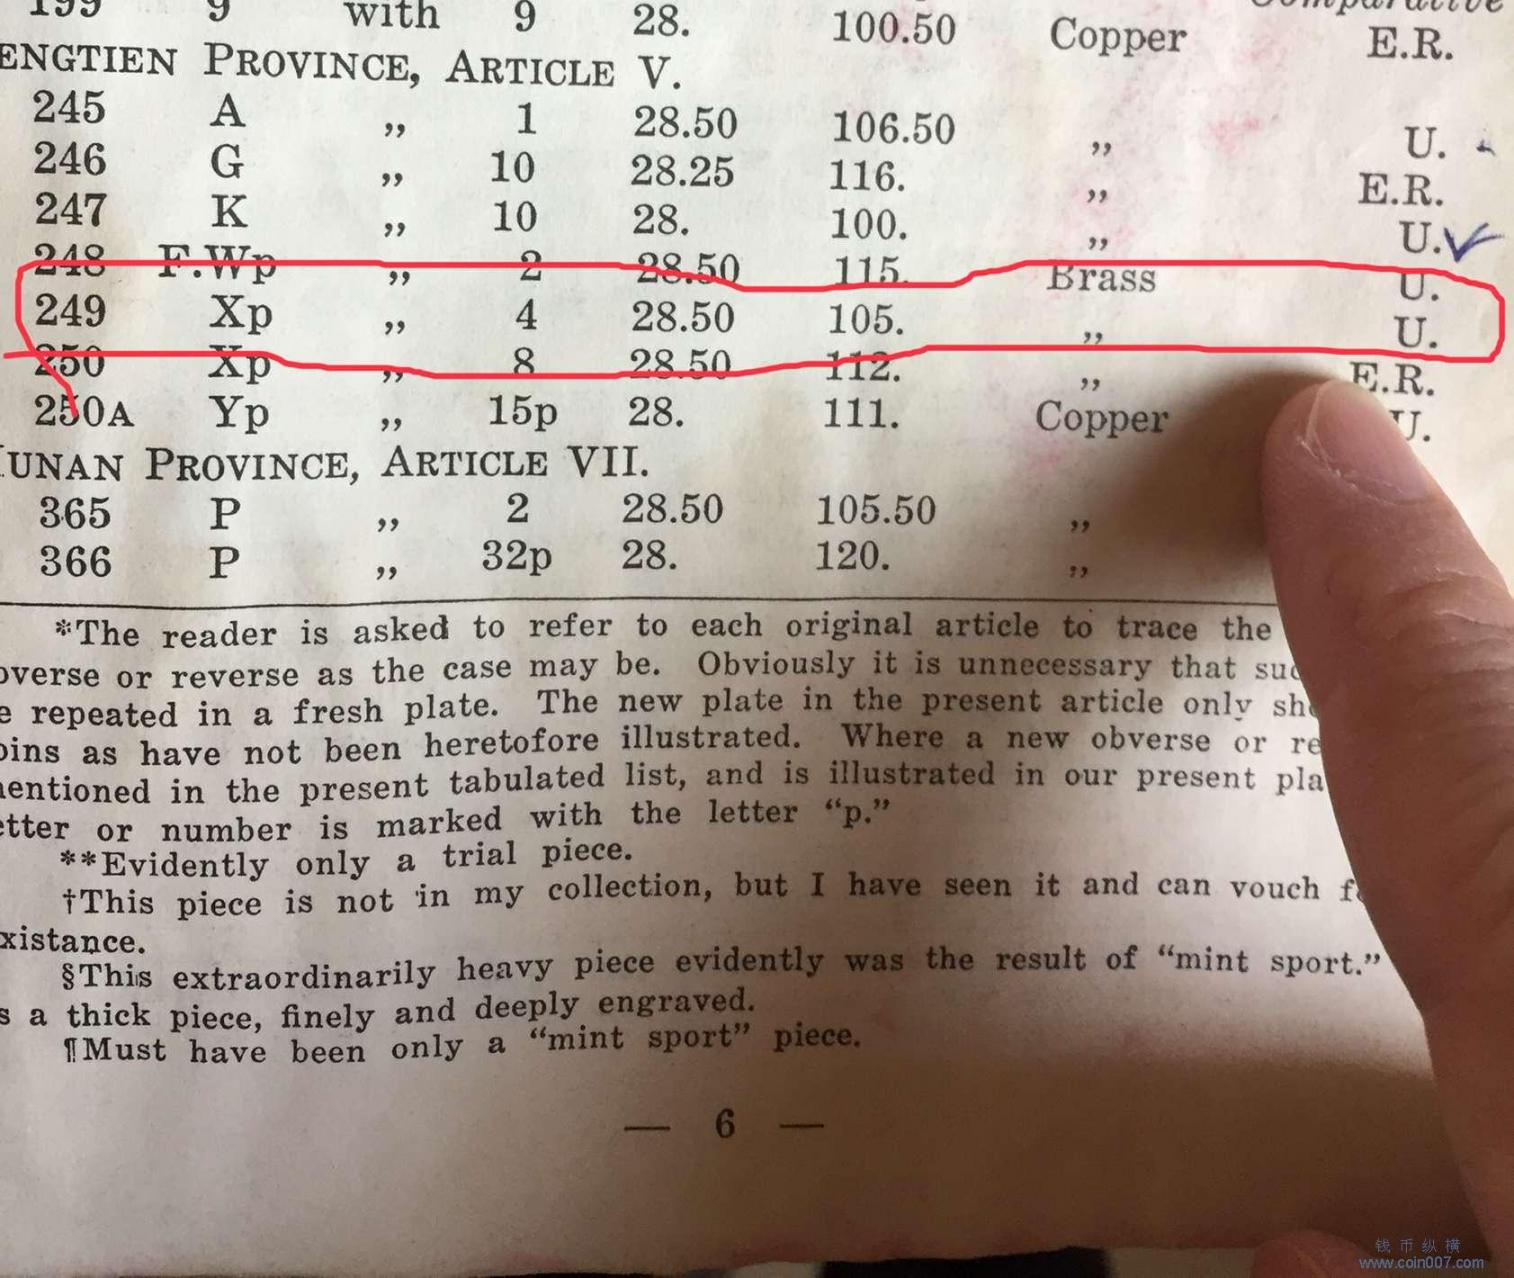 199 9 with 9 28. 100.50 Copper E.R.
ENGTIEN PROVINCE, ARTICLE V.
245 A ,, 1 28.50 106.50 ,, U.
246 G ,, 10 28.25 116. ,, E.R.
247 K ,, 10 28. 100. ,, U.
248 F.Wp ,, 2 28.50 115. Brass U.
249 Xp ,, 4 28.50 105. ,, U.
250 Xp ,, 8 28.50 112. ,, E.R.
250A Yp ,, 15p 28. 111. Copper U.
UNAN PROVINCE, ARTICLE VII.
365 P ,, 2 28.50 105.50 ,,
366 P ,, 32p 28. 120. ,,
*The reader is asked to refer to each original article to trace the
overse or reverse as the case may be. Obviously it is unnecessary that suc
e repeated in a fresh plate. The new plate in the present article only sh
oins as have not been heretofore illustrated. Where a new obverse or re
nentioned in the present tabulated list, and is illustrated in our present pla
etter or number is marked with the letter “p.”
**Evidently only a trial piece.
†This piece is not in my collection, but I have seen it and can vouch f
xistance.
§This extraordinarily heavy piece evidently was the result of “mint sport.”
s a thick piece, finely and deeply engraved.
¶Must have been only a “mint sport” piece.
— 6 —
钱币纵横
www.coin007.com